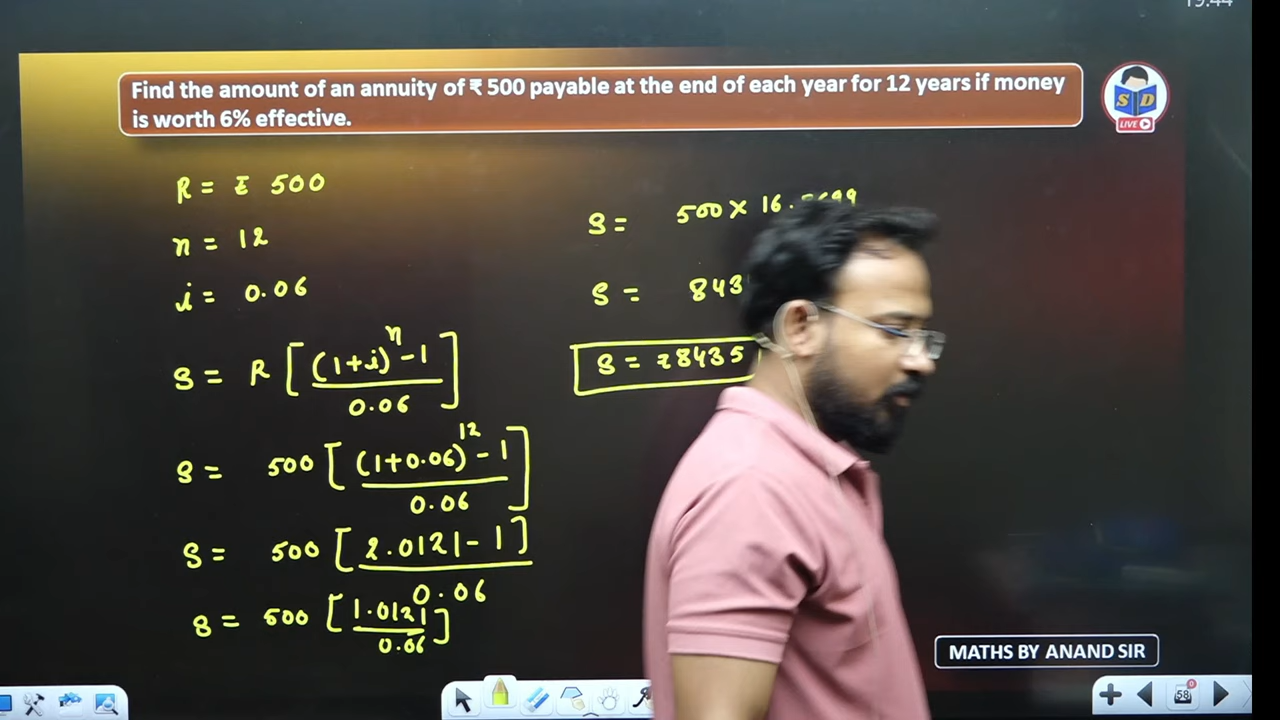 19:44
Find the amount of an annuity of ₹ 500 payable at the end of each year for 12 years if money
is worth 6% effective.
S D
LIVE
R = ₹ 500
n = 12
i = 0.06
S = R [ (1+i)^n - 1 / 0.06 ]
S = 500 [ (1+0.06)^12 - 1 / 0.06 ]
S = 500 [ 2.0121 - 1 ] / 0.06
S = 500 [ 1.0121 / 0.06 ]
S = 500 × 16.
S = 843
S = ₹8435
MATHS BY ANAND SIR
58
0